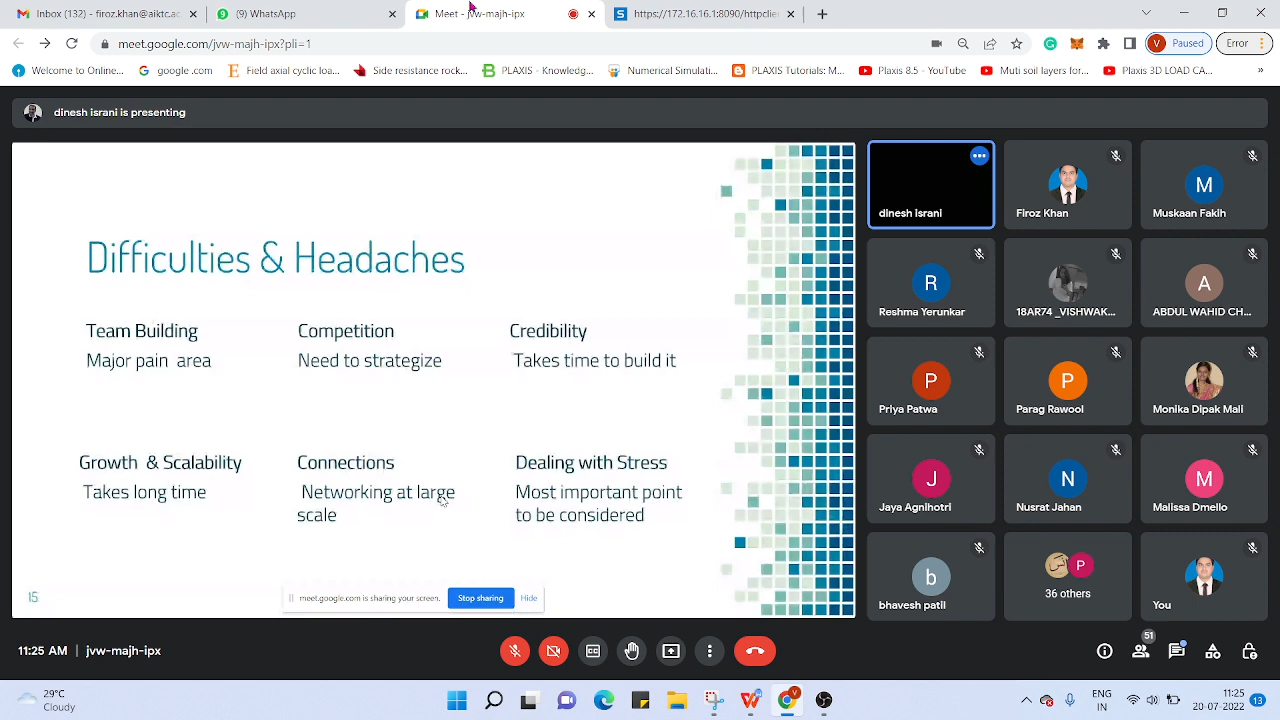 Inbox (132) - firoz.khan@aiktc.ac
(9) WhatsApp
Meet - jvw-majh-ipx
https://172.16.16.1:8090/httpclie
meet.google.com/jvw-majh-ipx?pli=1
V Paused
Error
Welcome to Online...
google .com
Field axocyclic loa...
Side resistance roc...
PLAXIS - Knowledg...
Numerical Simulati...
PLAXIS Tutorials: M...
Plaxis 8.5 - YouTube
Muti soil layers for...
Plaxis 3D LOAD CA...
»
dinesh israni is presenting
Difficulties & Headaches
Team Building
Major pain area
Competition
Need to strategize
Credibility
Takes time to build it
Growth & Scalability
Takes long time
Connections
Networking at large
scale
Dealing with Stress
Most important point
to be considered
15
meet.google.com is sharing your screen.
Stop sharing
Hide
dinesh israni
Firoz Khan
M
Muskaan Fakih
R
Reshma Yerunkar
18AR74 _VISHWAK...
A
ABDUL WAHID CH...
P
Priya Patwa
P
Parag Rawool
Monika Dipak Mali
J
Jaya Agnihotri
N
Nusrat Jahan
M
Malissa Dmello
b
bhavesh patil
P
36 others
You
11:25 AM | jvw-majh-ipx
51
29°C
Cloudy
ENG
IN
11:25
20-07-2022
13